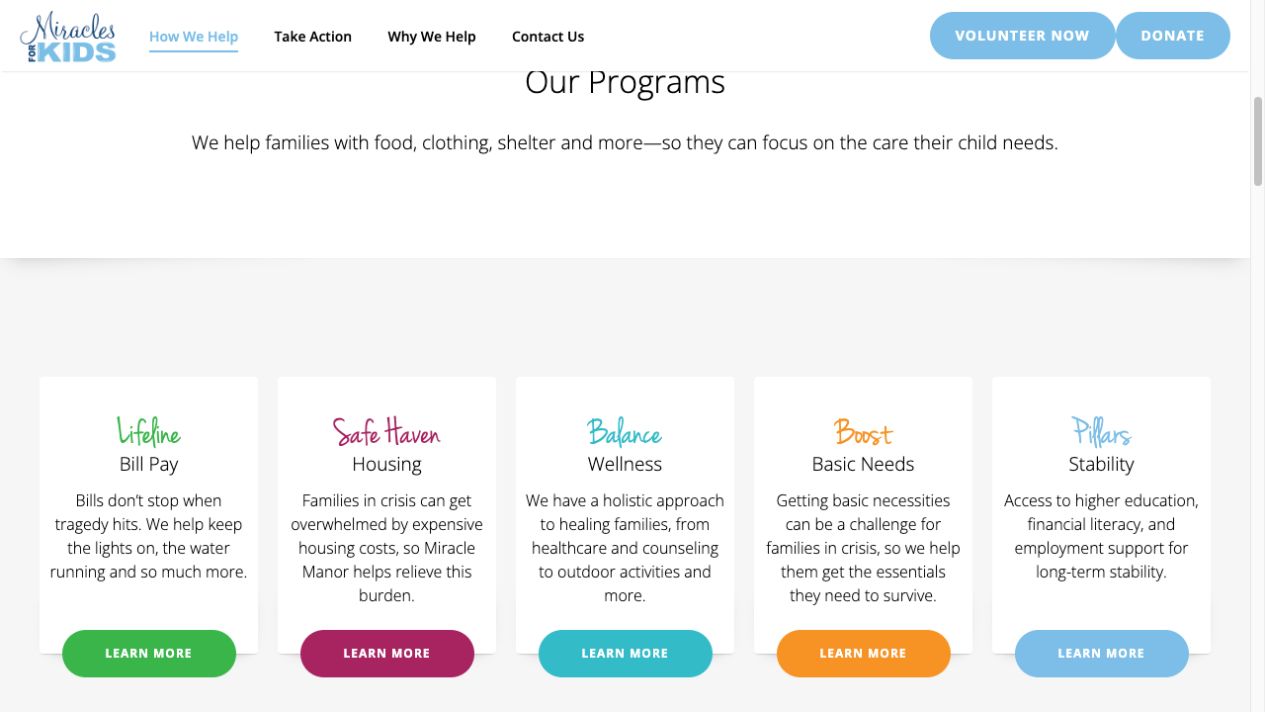 Miracles
FOR KIDS
How We Help
Take Action
Why We Help
Contact Us
VOLUNTEER NOW
DONATE
Our Programs
We help families with food, clothing, shelter and more—so they can focus on the care their child needs.
Lifeline
Bill Pay
Bills don’t stop when
tragedy hits. We help keep
the lights on, the water
running and so much more.
LEARN MORE
Safe Haven
Housing
Families in crisis can get
overwhelmed by expensive
housing costs, so Miracle
Manor helps relieve this
burden.
LEARN MORE
Balance
Wellness
We have a holistic approach
to healing families, from
healthcare and counseling
to outdoor activities and
more.
LEARN MORE
Boost
Basic Needs
Getting basic necessities
can be a challenge for
families in crisis, so we help
them get the essentials
they need to survive.
LEARN MORE
Pillars
Stability
Access to higher education,
financial literacy, and
employment support for
long-term stability.
LEARN MORE